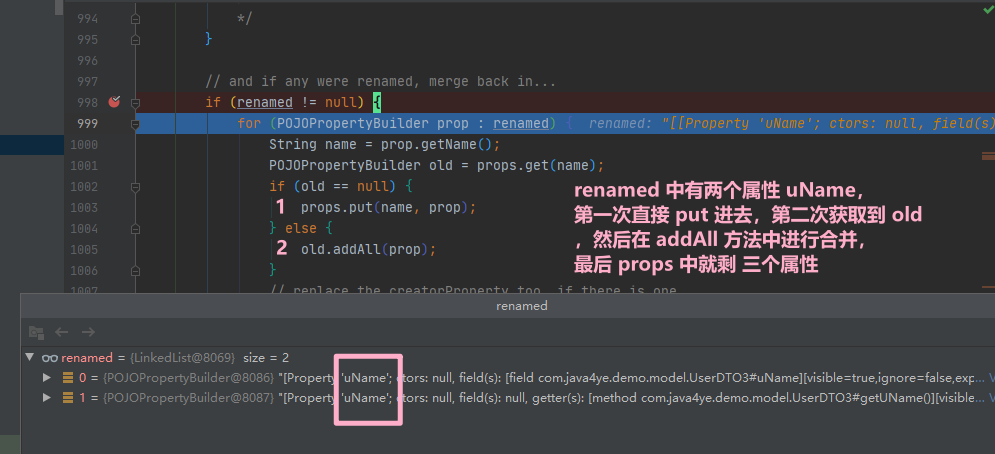 994 */
995 }
996
997 // and if any were renamed, merge back in...
998 if (renamed != null) {
999 for (POJOPropertyBuilder prop : renamed) { renamed: "[[Property 'uName'; ctors: null, field(s)
1000 String name = prop.getName();
1001 POJOPropertyBuilder old = props.get(name);
1002 if (old == null) {
1003 1 props.put(name, prop);
1004 } else {
1005 2 old.addAll(prop);
1006 }
1007 // replace the creatorProperty too, if there is one
renamed 中有两个属性 uName，
第一次直接 put 进去，第二次获取到 old
，然后在 addAll 方法中进行合并，
最后 props 中就剩 三个属性
renamed
renamed = {LinkedList@8069} size = 2
0 = {POJOPropertyBuilder@8086} "[Property 'uName'; ctors: null, field(s): [field com.java4ye.demo.model.UserDTO3#uName][visible=true,ignore=false,exp... V
1 = {POJOPropertyBuilder@8087} "[Property 'uName'; ctors: null, field(s): null, getter(s): [method com.java4ye.demo.model.UserDTO3#getUName()][visible... V